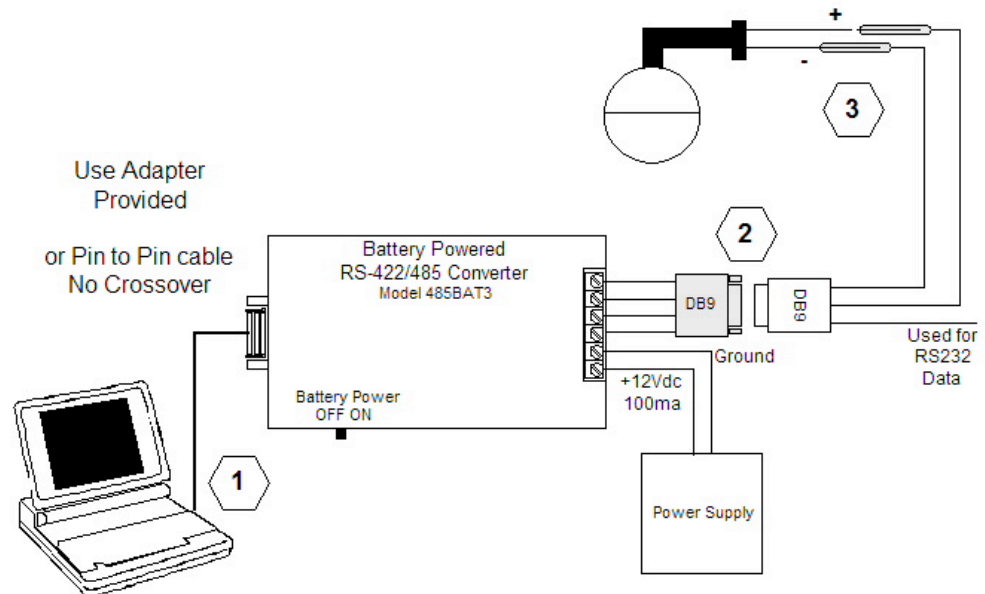 +
-
3
Use Adapter
Provided
or Pin to Pin cable
No Crossover
2
Battery Powered
RS-422/485 Converter
Model 485BAT3
DB9
DB9
Ground
Used for
RS232
Data
+12Vdc
100ma
Battery Power
OFF ON
1
Power Supply